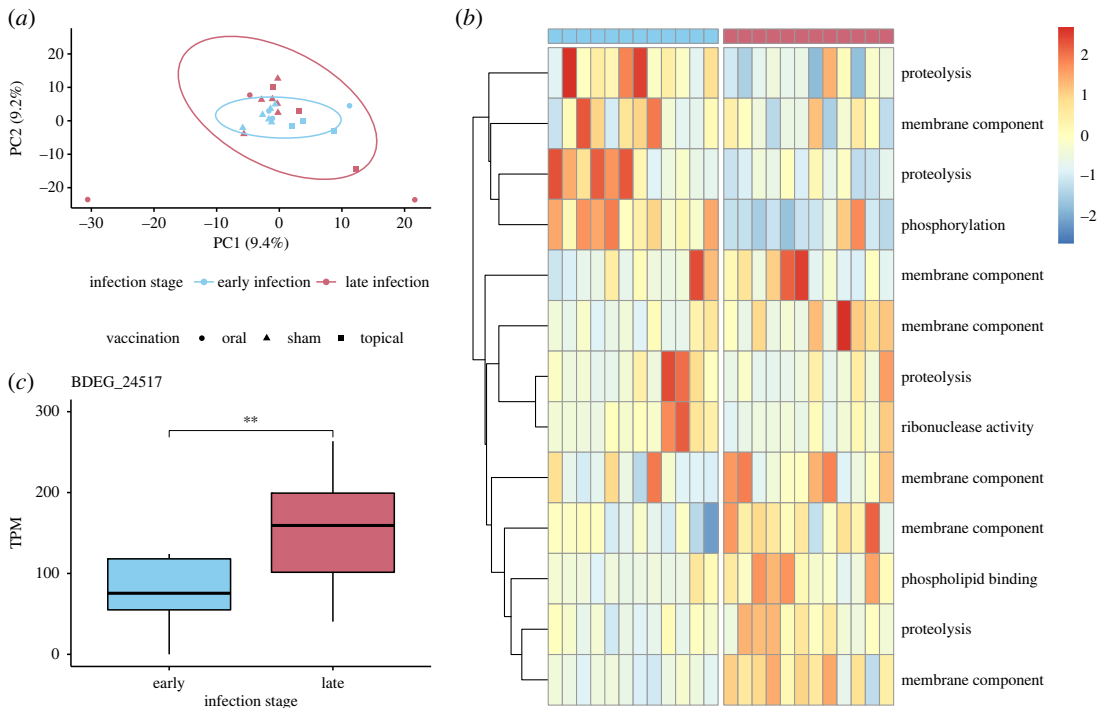 (a)
20
10
0
−10
−20
PC2 (9.2%)
−30
−20
−10
0
10
20
PC1 (9.4%)
infection stage early infection late infection
vaccination oral sham topical
(b)
proteolysis
membrane component
proteolysis
phosphorylation
membrane component
membrane component
proteolysis
ribonuclease activity
membrane component
membrane component
phospholipid binding
proteolysis
membrane component
2
1
0
−1
−2
(c)
BDEG_24517
300
200
100
0
TPM
**
early
late
infection stage